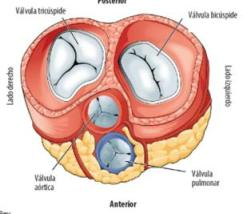 Posterior
Válvula tricúspide
Válvula bicúspide
Lado derecho
Lado izquierdo
Válvula
aórtica
Válvula
pulmonar
Anterior